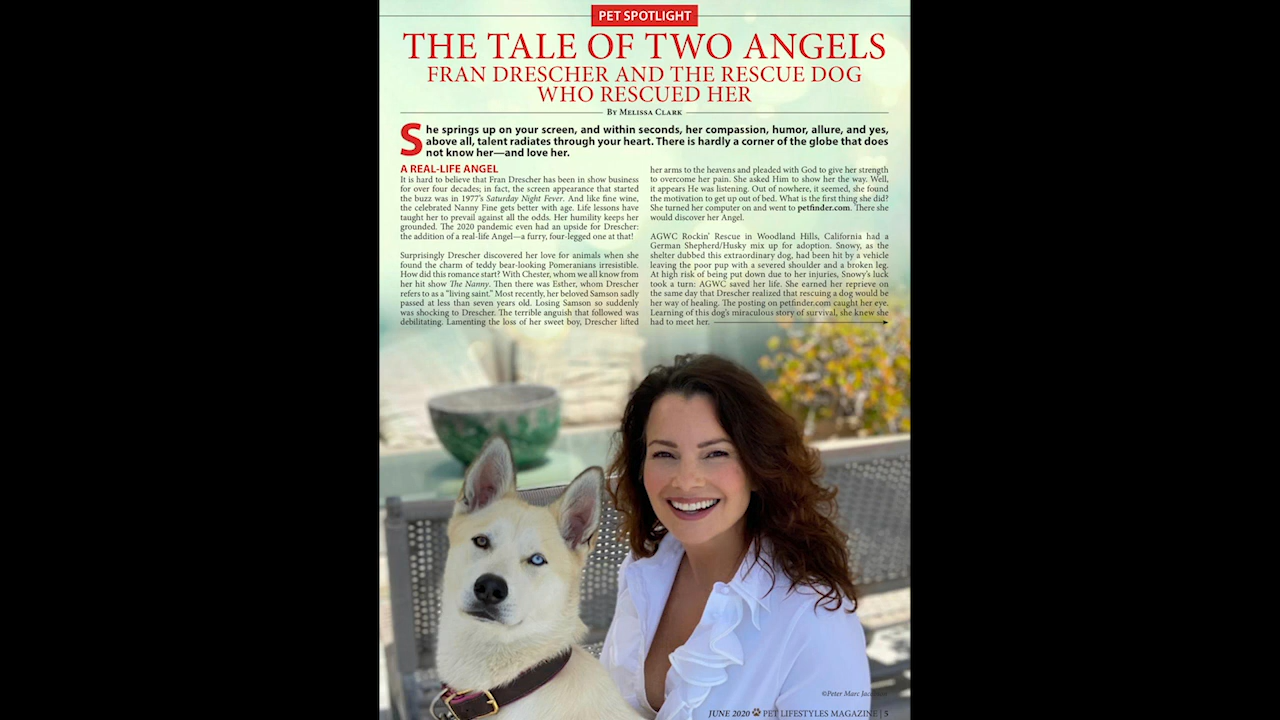 PET SPOTLIGHT
THE TALE OF TWO ANGELS
FRAN DRESCHER AND THE RESCUE DOG
WHO RESCUED HER
By Melissa Clark
She springs up on your screen, and within seconds, her compassion, humor, allure, and yes,
above all, talent radiates through your heart. There is hardly a corner of the globe that does
not know her—and love her.
A REAL-LIFE ANGEL
It is hard to believe that Fran Drescher has been in show business
for over four decades; in fact, the screen appearance that started
the buzz was in 1977's Saturday Night Fever. And like fine wine,
the celebrated Nanny Fine gets better with age. Life lessons have
taught her to prevail against all the odds. Her humility keeps her
grounded. The 2020 pandemic even had an upside for Drescher:
the addition of a real-life Angel—a furry, four-legged one at that!
Surprisingly Drescher discovered her love for animals when she
found the charm of teddy bear-looking Pomeranians irresistible.
How did this romance start? With Chester, whom we all know from
her hit show The Nanny. Then there was Esther, whom Drescher
refers to as a "living saint." Most recently, her beloved Samson sadly
passed at less than seven years old. Losing Samson so suddenly
was shocking to Drescher. The terrible anguish that followed was
debilitating. Lamenting the loss of her sweet boy, Drescher lifted
her arms to the heavens and pleaded with God to give her strength
to overcome her pain. She asked Him to show her the way. Well,
it appears He was listening. Out of nowhere, it seemed, she found
the motivation to get up out of bed. What is the first thing she did?
She turned her computer on and went to petfinder.com. There she
would discover her Angel.
AGWC Rockin' Rescue in Woodland Hills, California had a
German Shepherd/Husky mix up for adoption. Snowy, as the
shelter dubbed this extraordinary dog, had been hit by a vehicle
leaving the poor pup with a severed shoulder and a broken leg.
At high risk of being put down due to her injuries, Snowy's luck
took a turn: AGWC saved her life. She earned her reprieve on
the same day that Drescher realized that rescuing a dog would be
her way of healing. The posting on petfinder.com caught her eye.
Learning of this dog's miraculous story of survival, she knew she
had to meet her.
©Peter Marc
JUNE 2020 PET LIFESTYLES MAGAZINE | 5